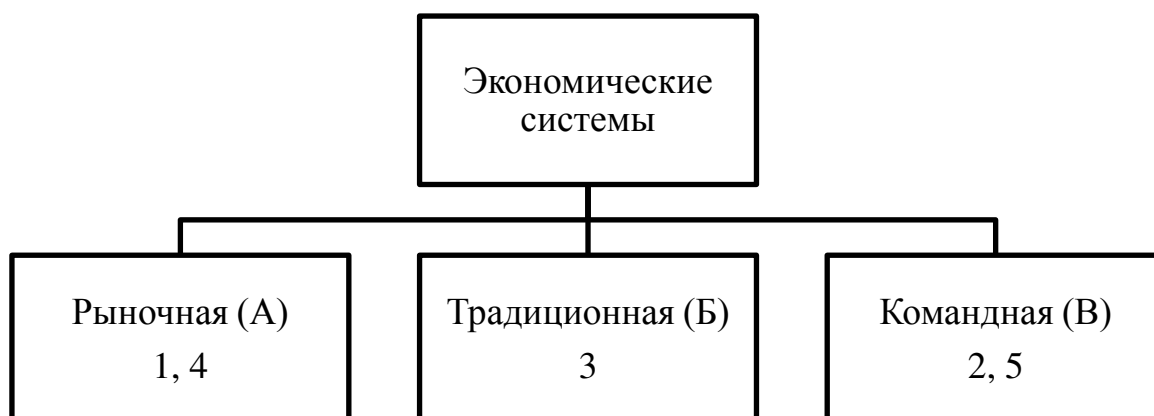 Экономические
системы
Рыночная (А)
1, 4
Традиционная (Б)
3
Командная (В)
2, 5